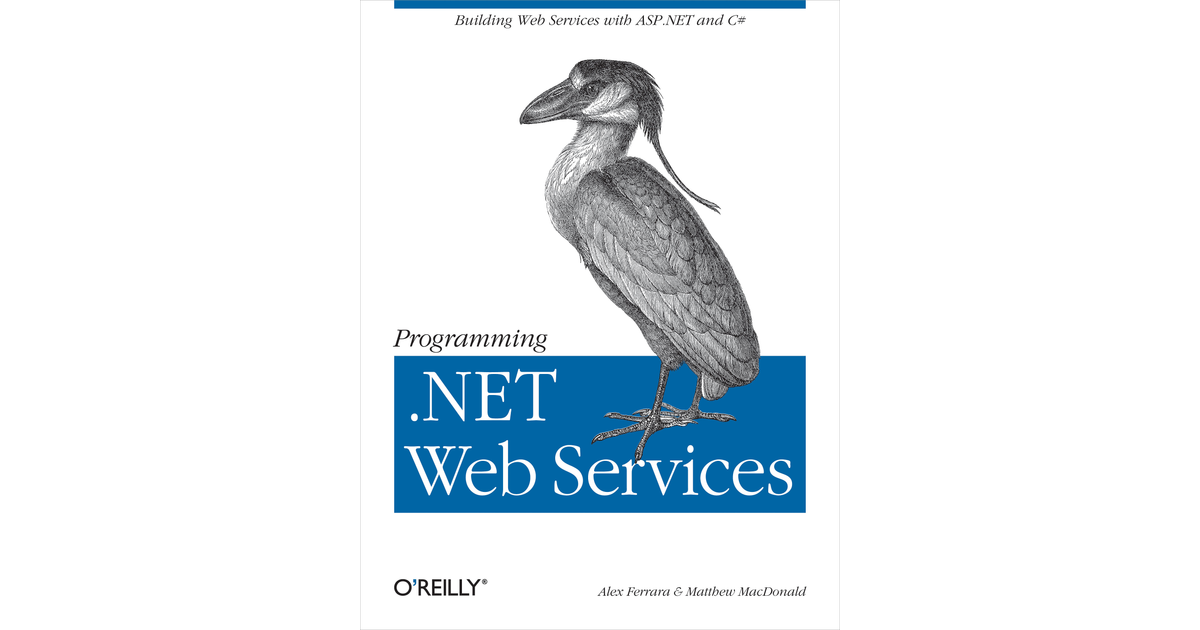 Building Web Services with ASP.NET and C#
Programming
.NET
Web Services
O'REILLY®
Alex Ferrara & Matthew MacDonald